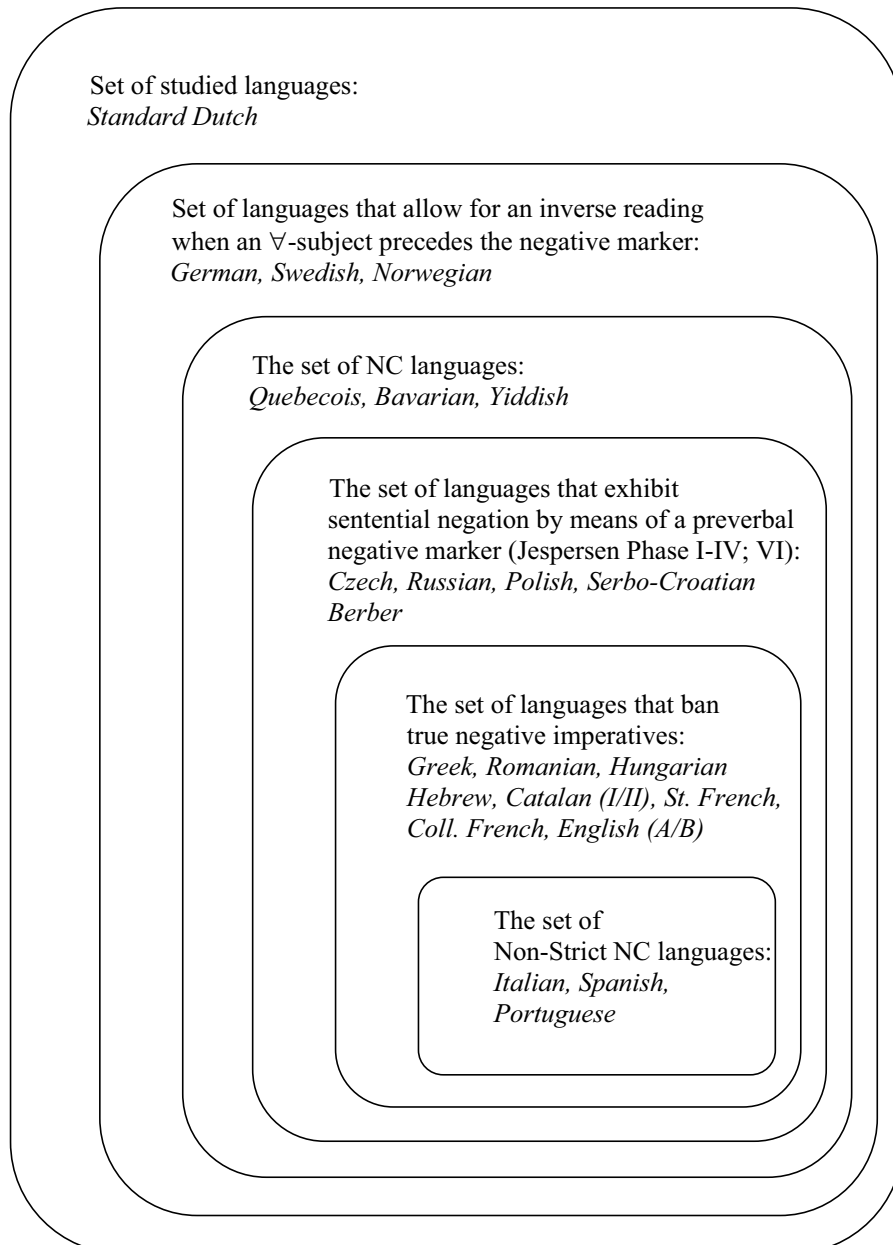 Set of studied languages:
Standard Dutch
Set of languages that allow for an inverse reading
when an ∀-subject precedes the negative marker:
German, Swedish, Norwegian
The set of NC languages:
Quebecois, Bavarian, Yiddish
The set of languages that exhibit
sentential negation by means of a preverbal
negative marker (Jespersen Phase I-IV; VI):
Czech, Russian, Polish, Serbo-Croatian
Berber
The set of languages that ban
true negative imperatives:
Greek, Romanian, Hungarian
Hebrew, Catalan (I/II), St. French,
Coll. French, English (A/B)
The set of
Non-Strict NC languages:
Italian, Spanish,
Portuguese